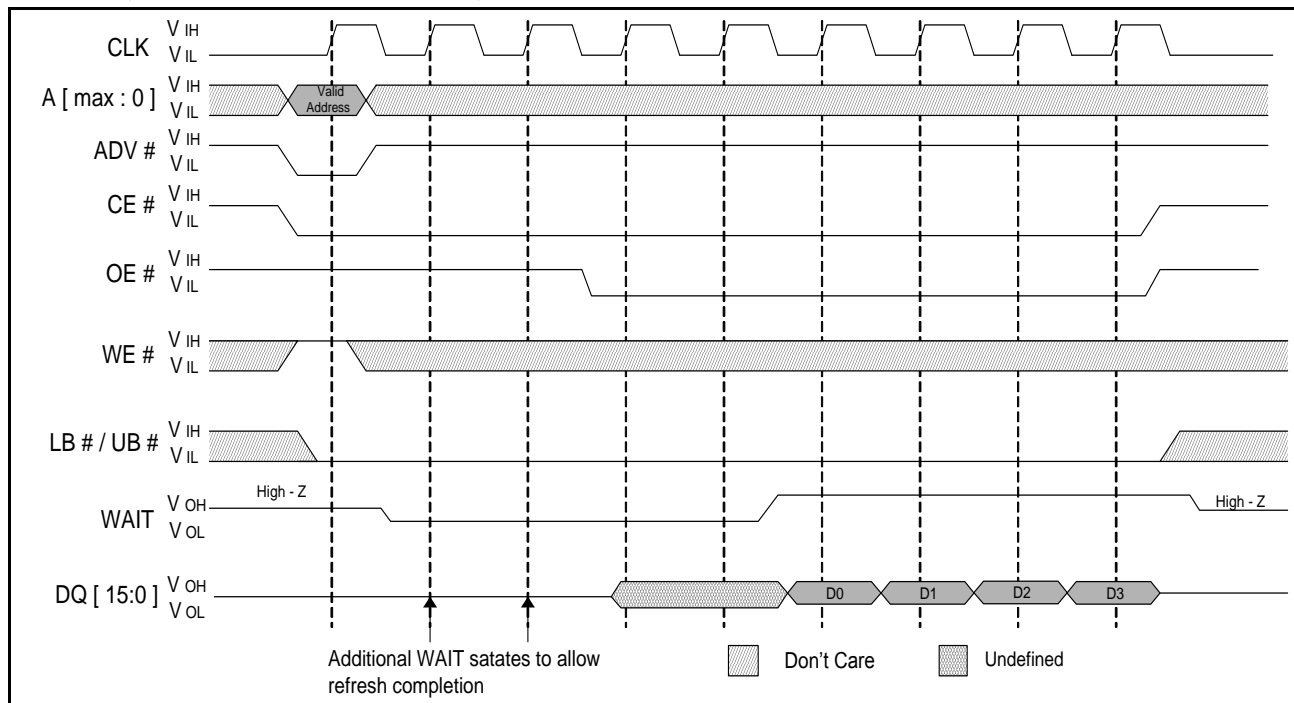 CLK V IH
V IL
A [ max : 0 ] V IH
V IL
Valid
Address
ADV # V IH
V IL
CE # V IH
V IL
OE # V IH
V IL
WE # V IH
V IL
LB # / UB # V IH
V IL
High - Z
High - Z
WAIT V OH
V OL
DQ [ 15:0 ] V OH
V OL
D0 D1 D2 D3
Additional WAIT satates to allow
refresh completion
Don't Care
Undefined